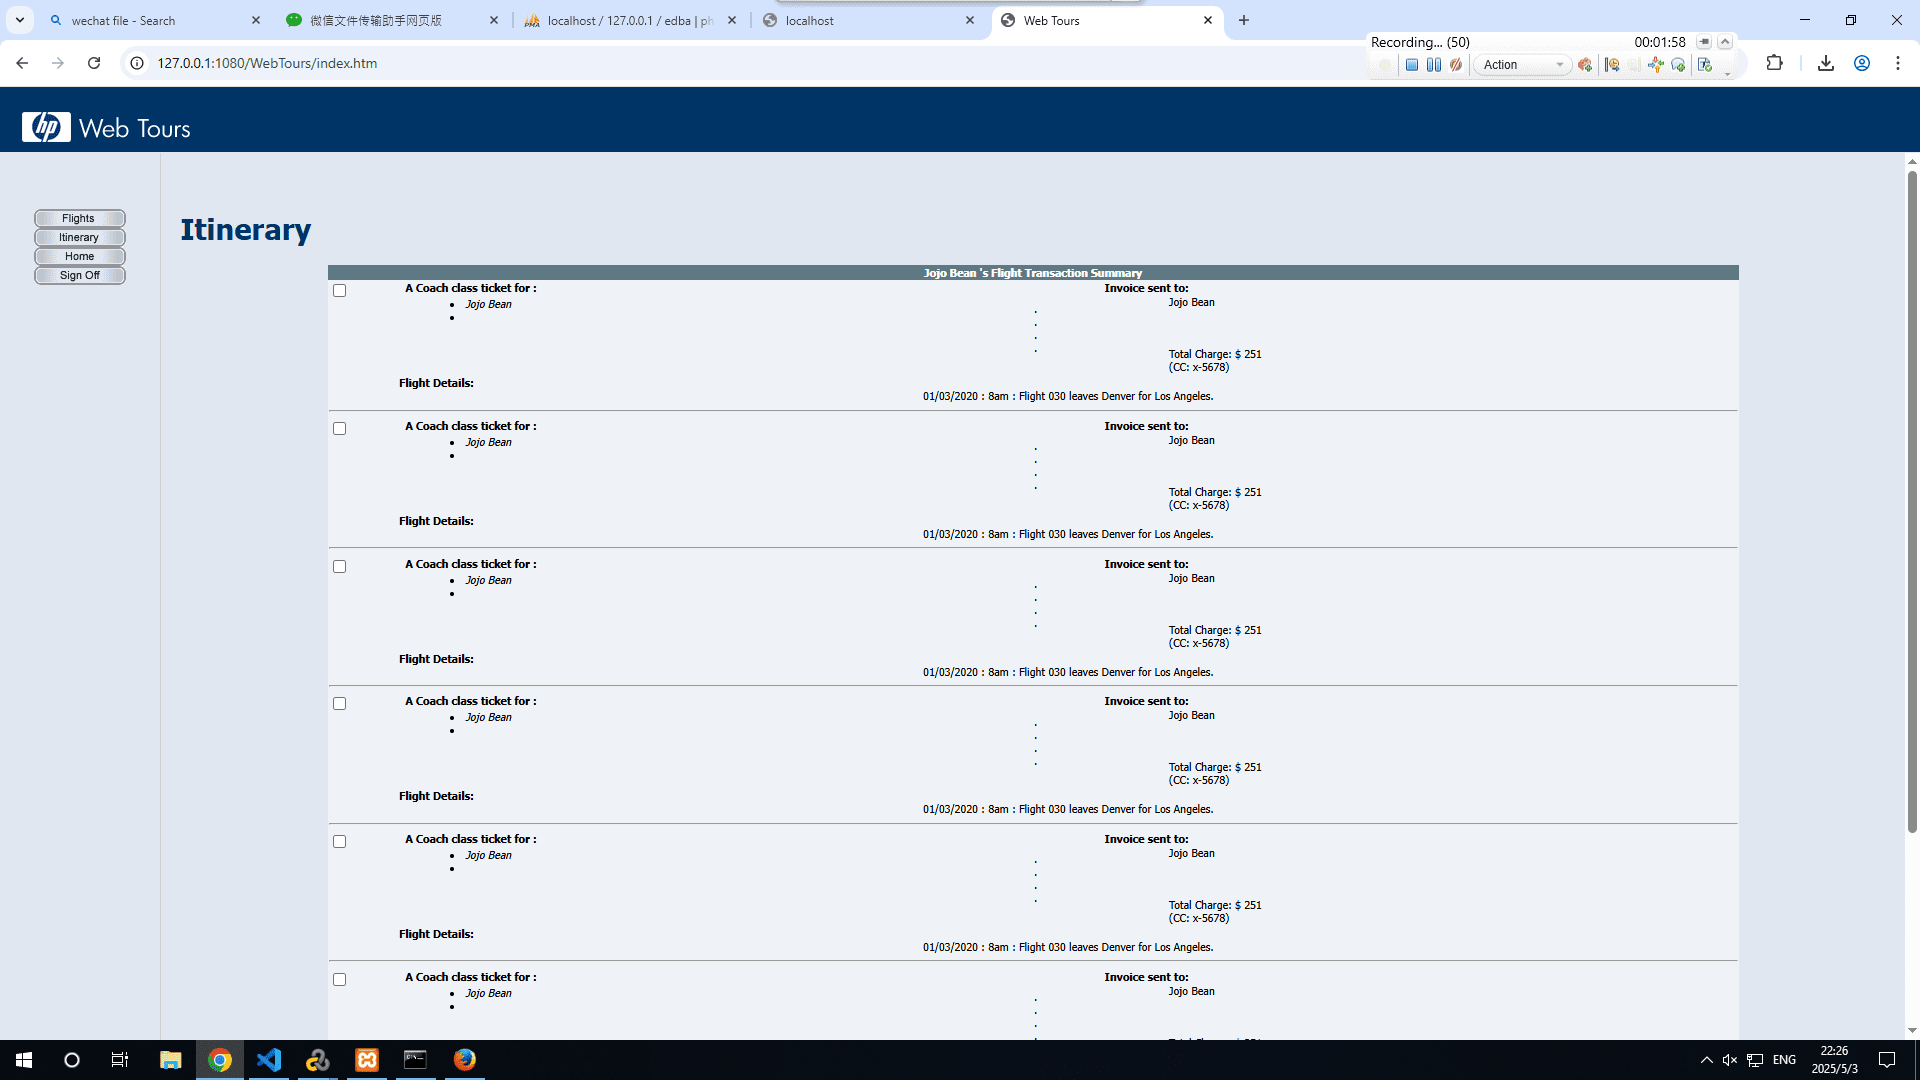 wechat file - Search
微信文件传输助手网页版
localhost / 127.0.0.1 / edba | ph
localhost
Web Tours
127.0.0.1:1080/WebTours/index.htm
Recording... (50)
00:01:58
Action
hp Web Tours
Flights
Itinerary
Home
Sign Off
Itinerary
Jojo Bean 's Flight Transaction Summary
A Coach class ticket for :
Invoice sent to:
Jojo Bean
Jojo Bean
Total Charge: $ 251
(CC: x-5678)
Flight Details:
01/03/2020 : 8am : Flight 030 leaves Denver for Los Angeles.
A Coach class ticket for :
Invoice sent to:
Jojo Bean
Jojo Bean
Total Charge: $ 251
(CC: x-5678)
Flight Details:
01/03/2020 : 8am : Flight 030 leaves Denver for Los Angeles.
A Coach class ticket for :
Invoice sent to:
Jojo Bean
Jojo Bean
Total Charge: $ 251
(CC: x-5678)
Flight Details:
01/03/2020 : 8am : Flight 030 leaves Denver for Los Angeles.
A Coach class ticket for :
Invoice sent to:
Jojo Bean
Jojo Bean
Total Charge: $ 251
(CC: x-5678)
Flight Details:
01/03/2020 : 8am : Flight 030 leaves Denver for Los Angeles.
A Coach class ticket for :
Invoice sent to:
Jojo Bean
Jojo Bean
Total Charge: $ 251
(CC: x-5678)
Flight Details:
01/03/2020 : 8am : Flight 030 leaves Denver for Los Angeles.
A Coach class ticket for :
Invoice sent to:
Jojo Bean
Jojo Bean
ENG
22:26
2025/5/3